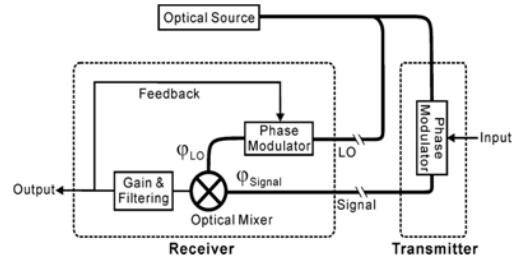 Optical Source
Feedback
Phase
Modulator
Phase
Modulator
Input
φLO
LO
Output
Gain &
Filtering
φSignal
Signal
Optical Mixer
Receiver
Transmitter